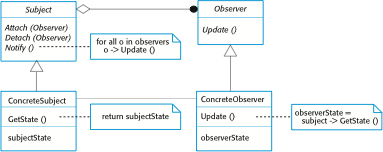 Subject
Observer
Attach (Observer)
Detach (Observer)
Notify ()
for all o in observers
o -> Update ()
Update ()
ConcreteSubject
GetState ()
subjectState
return subjectState
ConcreteObserver
Update ()
observerState
observerState =
subject -> GetState ()